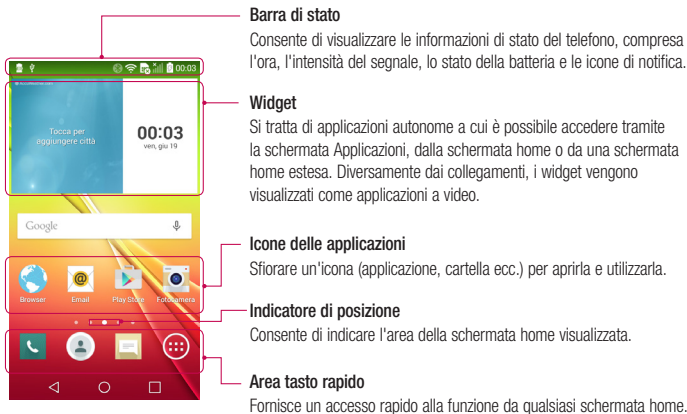 Barra di stato
Consente di visualizzare le informazioni di stato del telefono, compresa
l'ora, l'intensità del segnale, lo stato della batteria e le icone di notifica.
00:03
Widget
Si tratta di applicazioni autonome a cui è possibile accedere tramite
la schermata Applicazioni, dalla schermata home o da una schermata
home estesa. Diversamente dai collegamenti, i widget vengono
visualizzati come applicazioni a video.
Tocca per
aggiungere città
00:03
ven, giu 19
Google
Icone delle applicazioni
Sfiorare un'icona (applicazione, cartella ecc.) per aprirla e utilizzarla.
Browser
Email
Play Store
Fotocamera
Indicatore di posizione
Consente di indicare l'area della schermata home visualizzata.
Area tasto rapido
Fornisce un accesso rapido alla funzione da qualsiasi schermata home.